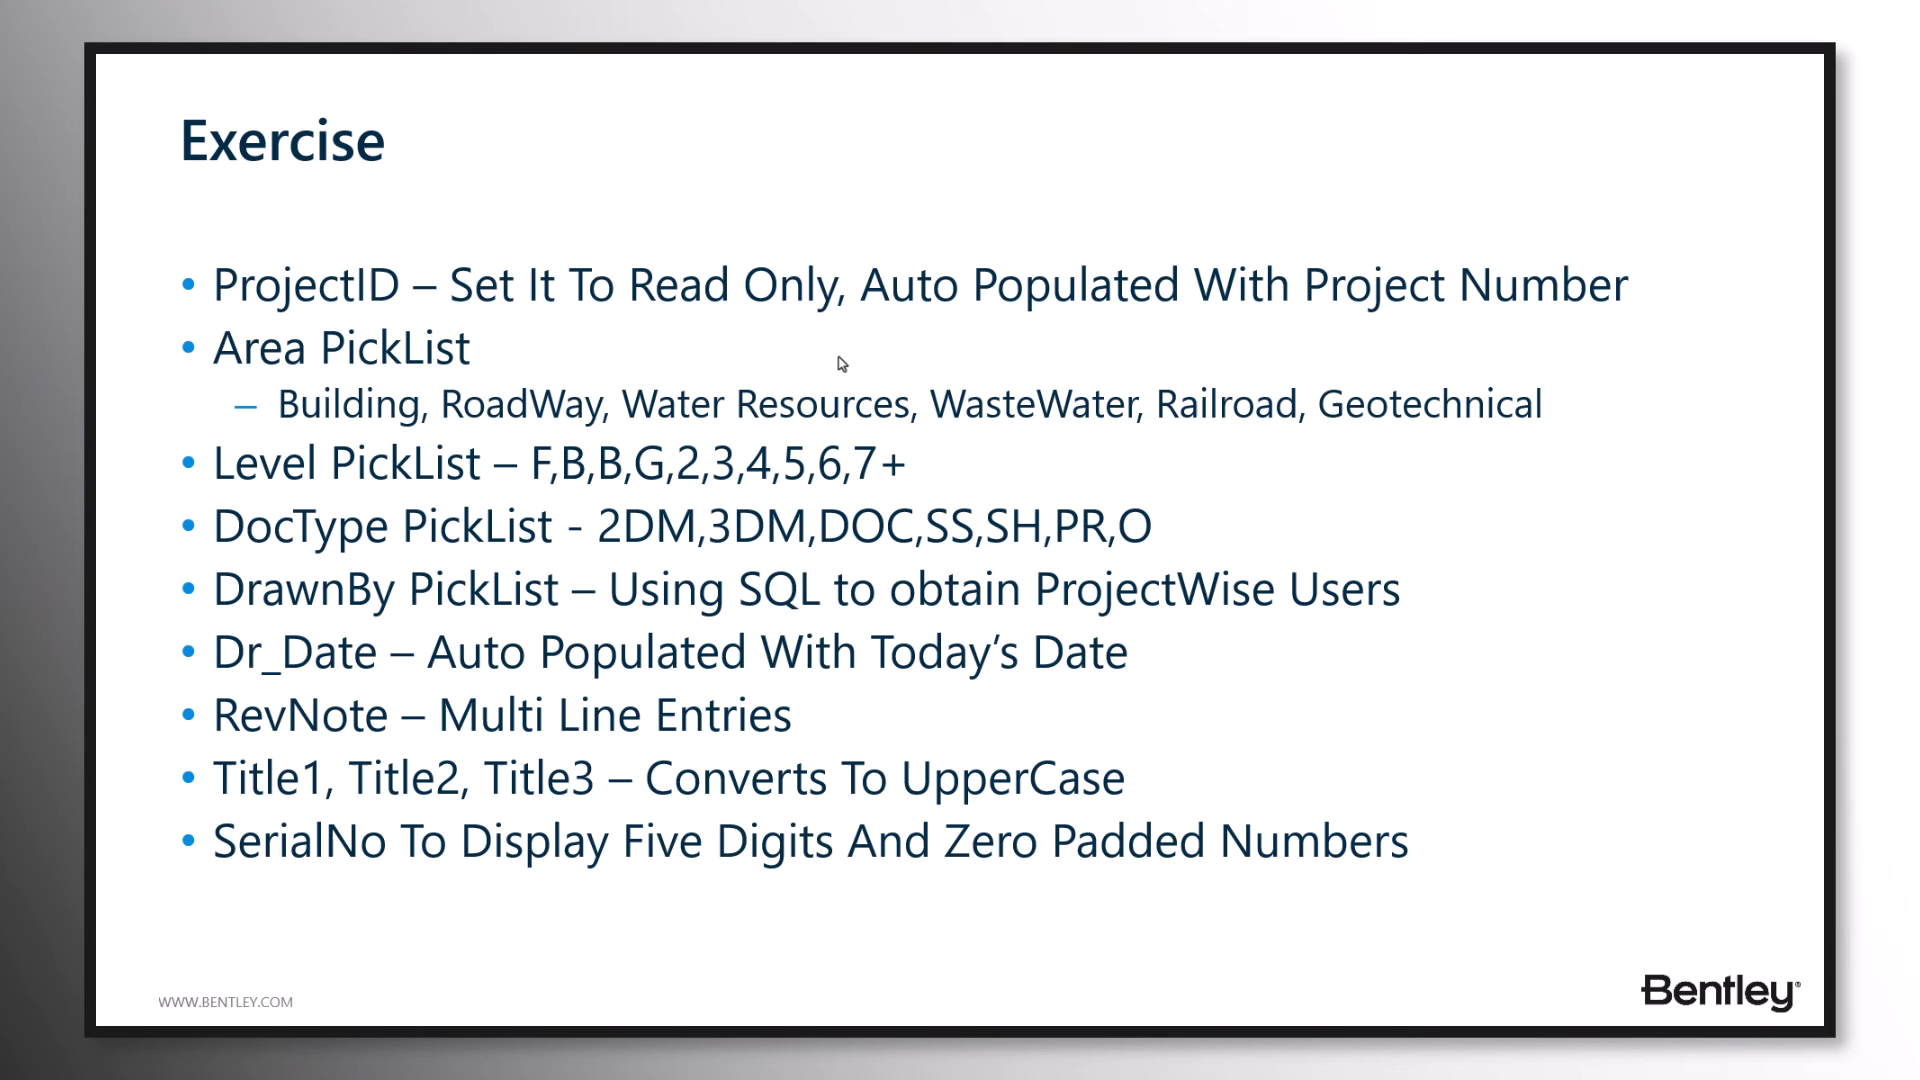 Exercise
• ProjectID – Set It To Read Only, Auto Populated With Project Number
• Area PickList
– Building, RoadWay, Water Resources, WasteWater, Railroad, Geotechnical
• Level PickList – F,B,B,G,2,3,4,5,6,7+
• DocType PickList - 2DM,3DM,DOC,SS,SH,PR,O
• DrawnBy PickList – Using SQL to obtain ProjectWise Users
• Dr_Date – Auto Populated With Today’s Date
• RevNote – Multi Line Entries
• Title1, Title2, Title3 – Converts To UpperCase
• SerialNo To Display Five Digits And Zero Padded Numbers
WWW.BENTLEY.COM
Bentley®